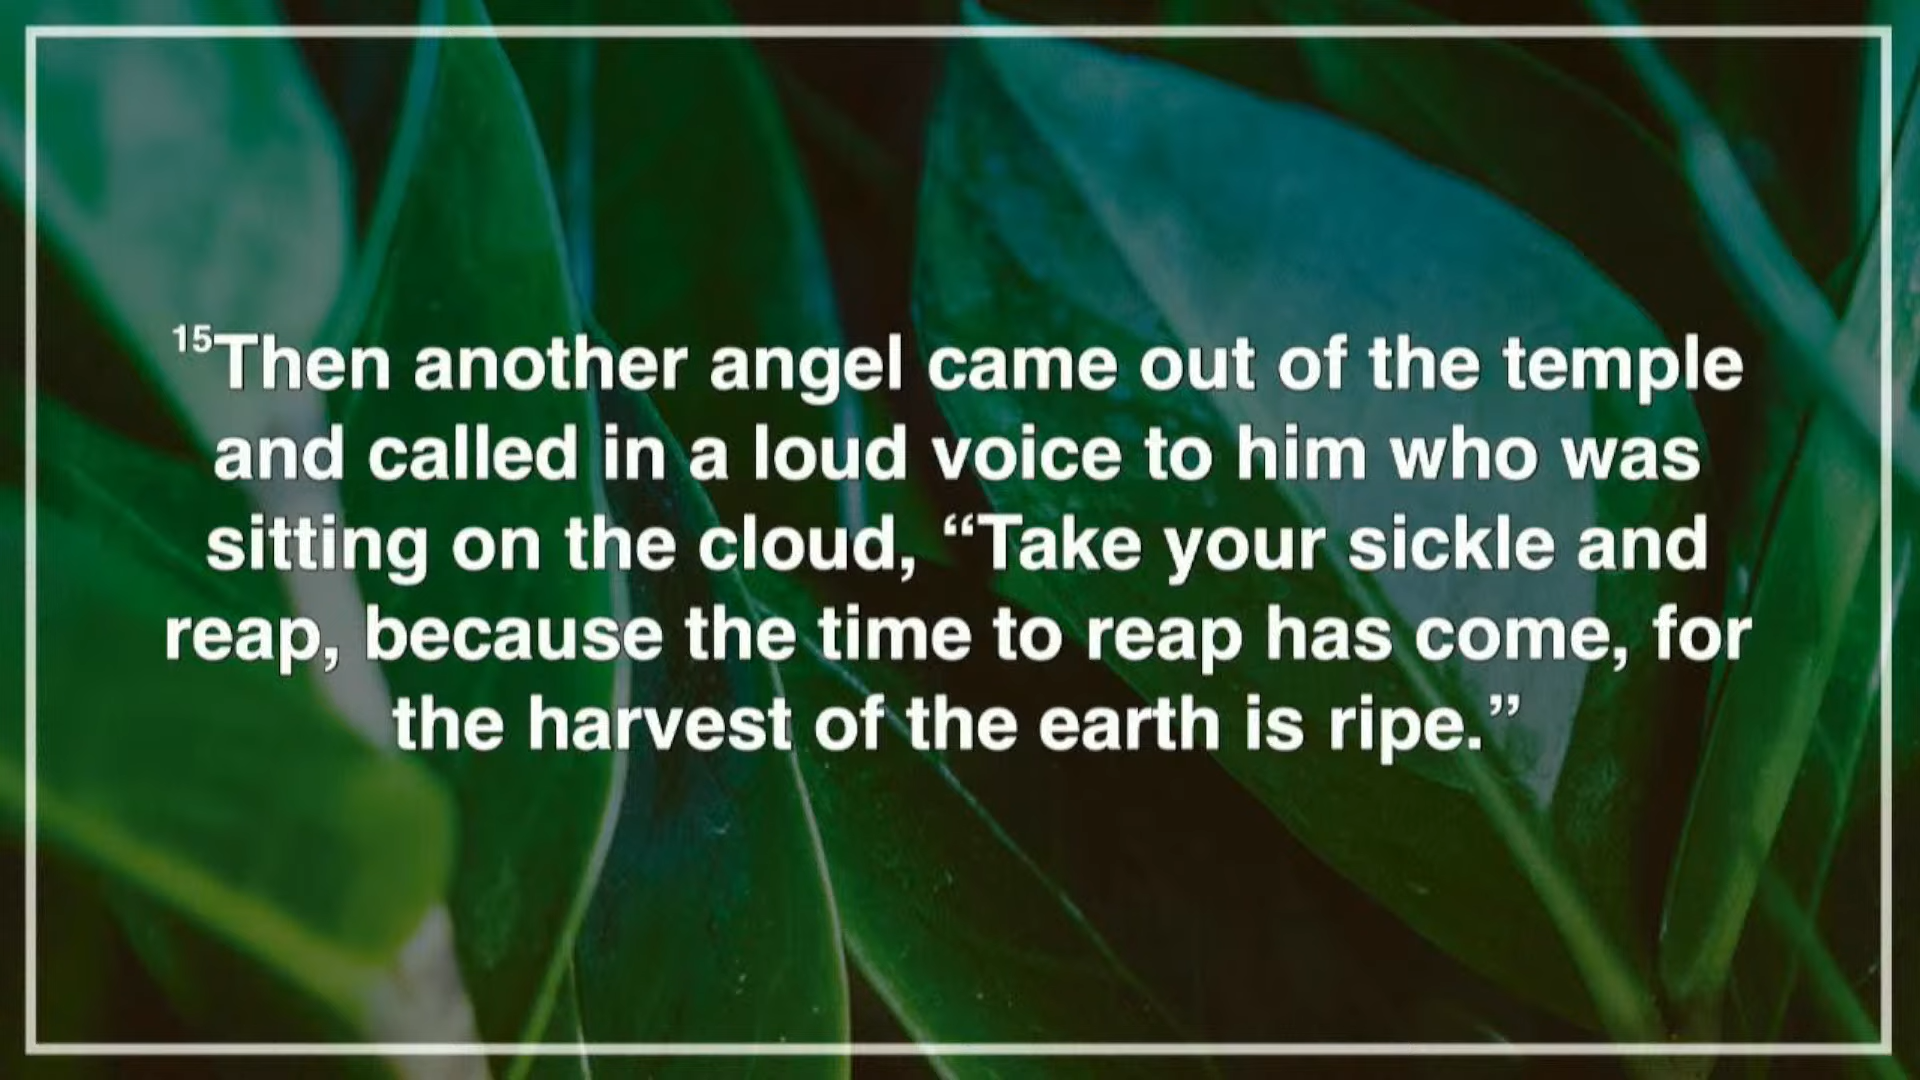 15Then another angel came out of the temple
and called in a loud voice to him who was
sitting on the cloud, “Take your sickle and
reap, because the time to reap has come, for
the harvest of the earth is ripe.”